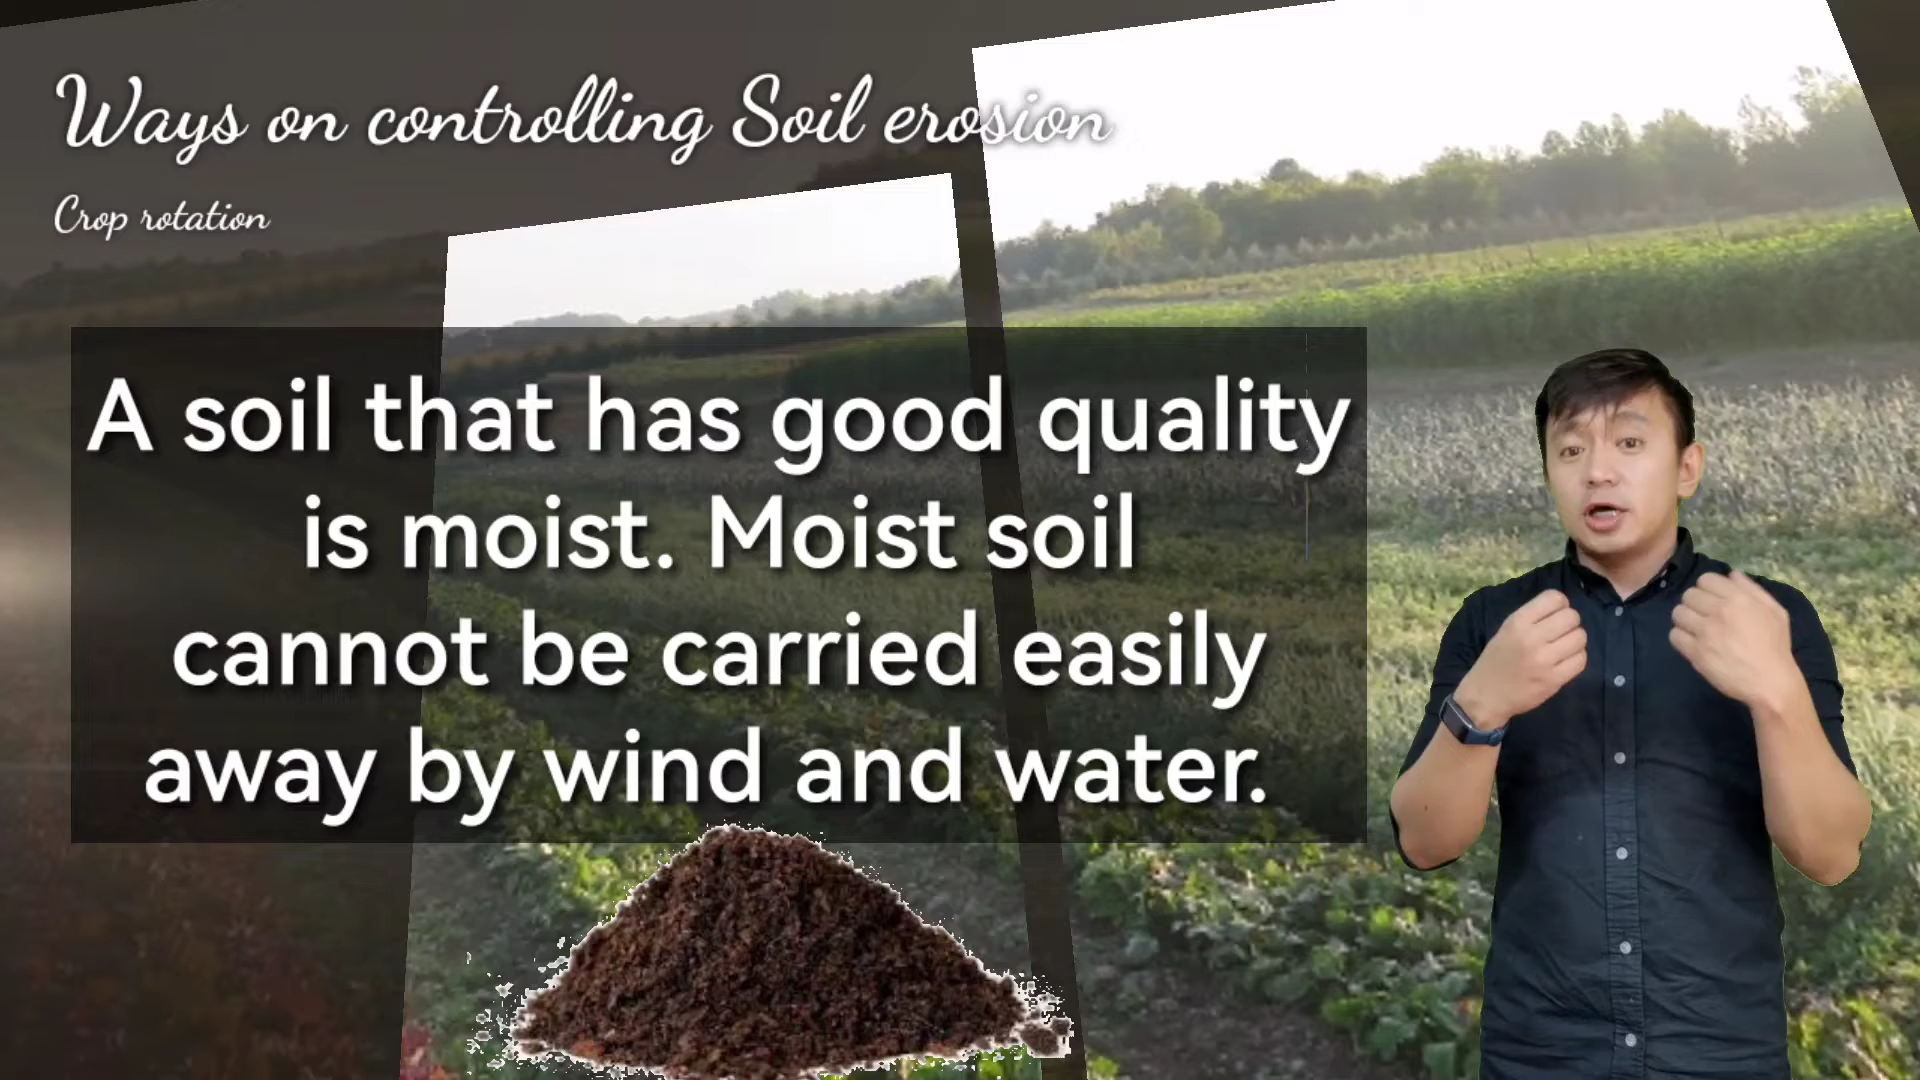 Ways on controlling Soil erosion
Crop rotation
A soil that has good quality
is moist. Moist soil
cannot be carried easily
away by wind and water.